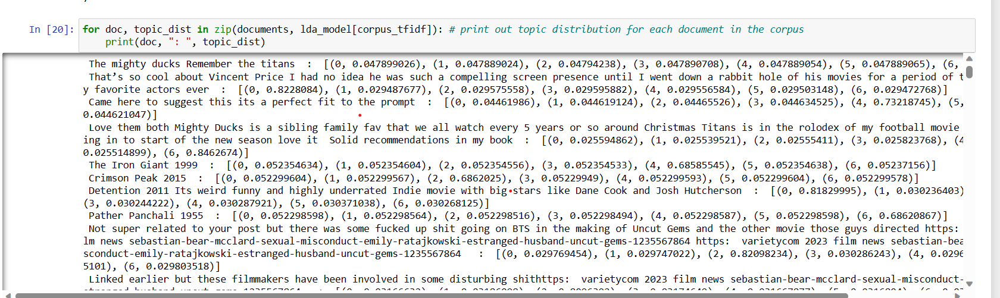 In [20]: for doc, topic_dist in zip(documents, lda_model[corpus_tfidf]): # print out topic distribution for each document in the corpus
    print(doc, ": ", topic_dist)
The mighty ducks Remember the titans  :  [(0, 0.047899026), (1, 0.047889024), (2, 0.04794238), (3, 0.047890708), (4, 0.047889054), (5, 0.047889065), (6,
That’s so cool about Vincent Price I had no idea he was such a compelling screen presence until I went down a rabbit hole of his movies for a period of t
y favorite actors ever  :  [(0, 0.8228084), (1, 0.029487677), (2, 0.029575558), (3, 0.029595882), (4, 0.029556584), (5, 0.029503148), (6, 0.029472768)]
Came here to suggest this its a perfect fit to the prompt  :  [(0, 0.04461986), (1, 0.044619124), (2, 0.04465526), (3, 0.044634525), (4, 0.73218745), (5,
0.044621047)]
Love them both Mighty Ducks is a sibling family fav that we all watch every 5 years or so around Christmas Titans is in the rolodex of my football movie
ing in to start of the new season love it  Solid recommendations in my book  :  [(0, 0.025594862), (1, 0.025539521), (2, 0.02555411), (3, 0.025823768), (4
0.025514899), (6, 0.8462674)]
The Iron Giant 1999  :  [(0, 0.052354634), (1, 0.052354604), (2, 0.052354556), (3, 0.052354533), (4, 0.68585545), (5, 0.052354638), (6, 0.05237156)]
Crimson Peak 2015  :  [(0, 0.052299604), (1, 0.052299567), (2, 0.6862025), (3, 0.05229949), (4, 0.052299593), (5, 0.052299604), (6, 0.052299578)]
Detention 2011 Its weird funny and highly underrated Indie movie with big stars like Dane Cook and Josh Hutcherson  :  [(0, 0.81829995), (1, 0.030236403)
(3, 0.030244222), (4, 0.030287921), (5, 0.030371038), (6, 0.030268125)]
Pather Panchali 1955  :  [(0, 0.052298598), (1, 0.052298564), (2, 0.052298516), (3, 0.052298494), (4, 0.052298587), (5, 0.052298598), (6, 0.68620867)]
Not super related to your post but there was some fucked up shit going on BTS in the making of Uncut Gems and the other movie those guys directed https:
lm news sebastian-bear-mcclard-sexual-misconduct-emily-ratajkowski-estranged-husband-uncut-gems-1235567864 https:  varietycom 2023 film news sebastian-bea
sconduct-emily-ratajkowski-estranged-husband-uncut-gems-1235567864   :  [(0, 0.029769454), (1, 0.029747022), (2, 0.82098234), (3, 0.030286243), (4, 0.0296
5101), (6, 0.029803518)]
Linked earlier but these filmmakers have been involved in some disturbing shithttps:  varietycom 2023 film news sebastian-bear-mcclard-sexual-misconduct-